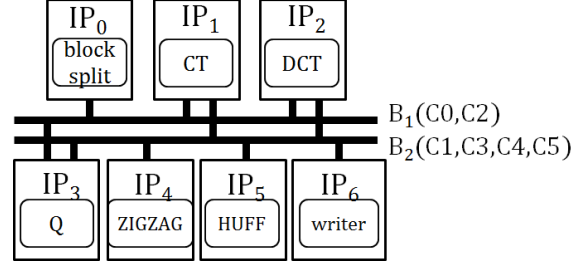 IP₀
block
split
IP₁
CT
IP₂
DCT
B₁(C0,C2)
B₂(C1,C3,C4,C5)
IP₃
Q
IP₄
ZIGZAG
IP₅
HUFF
IP₆
writer